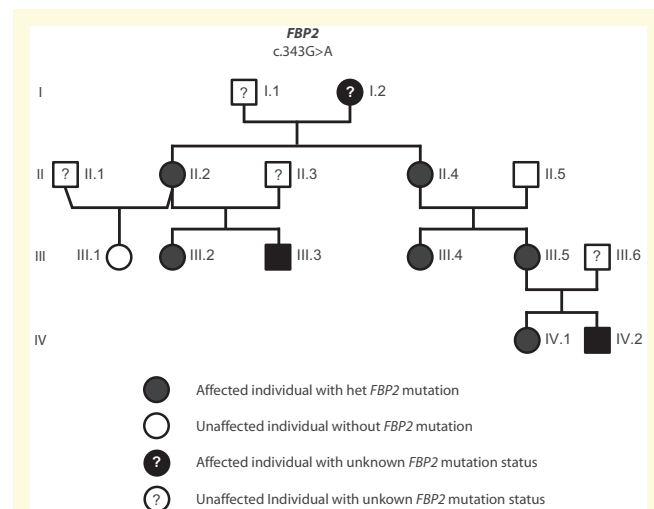 FBP2
c.343G>A
I ? I.1 ? I.2
II ? II.1 II.2 ? II.3 II.4 II.5
III III.1 III.2 III.3 III.4 III.5 ? III.6
IV IV.1 IV.2
Affected individual with het FBP2 mutation
Unaffected individual without FBP2 mutation
? Affected individual with unknown FBP2 mutation status
? Unaffected Individual with unkown FBP2 mutation status